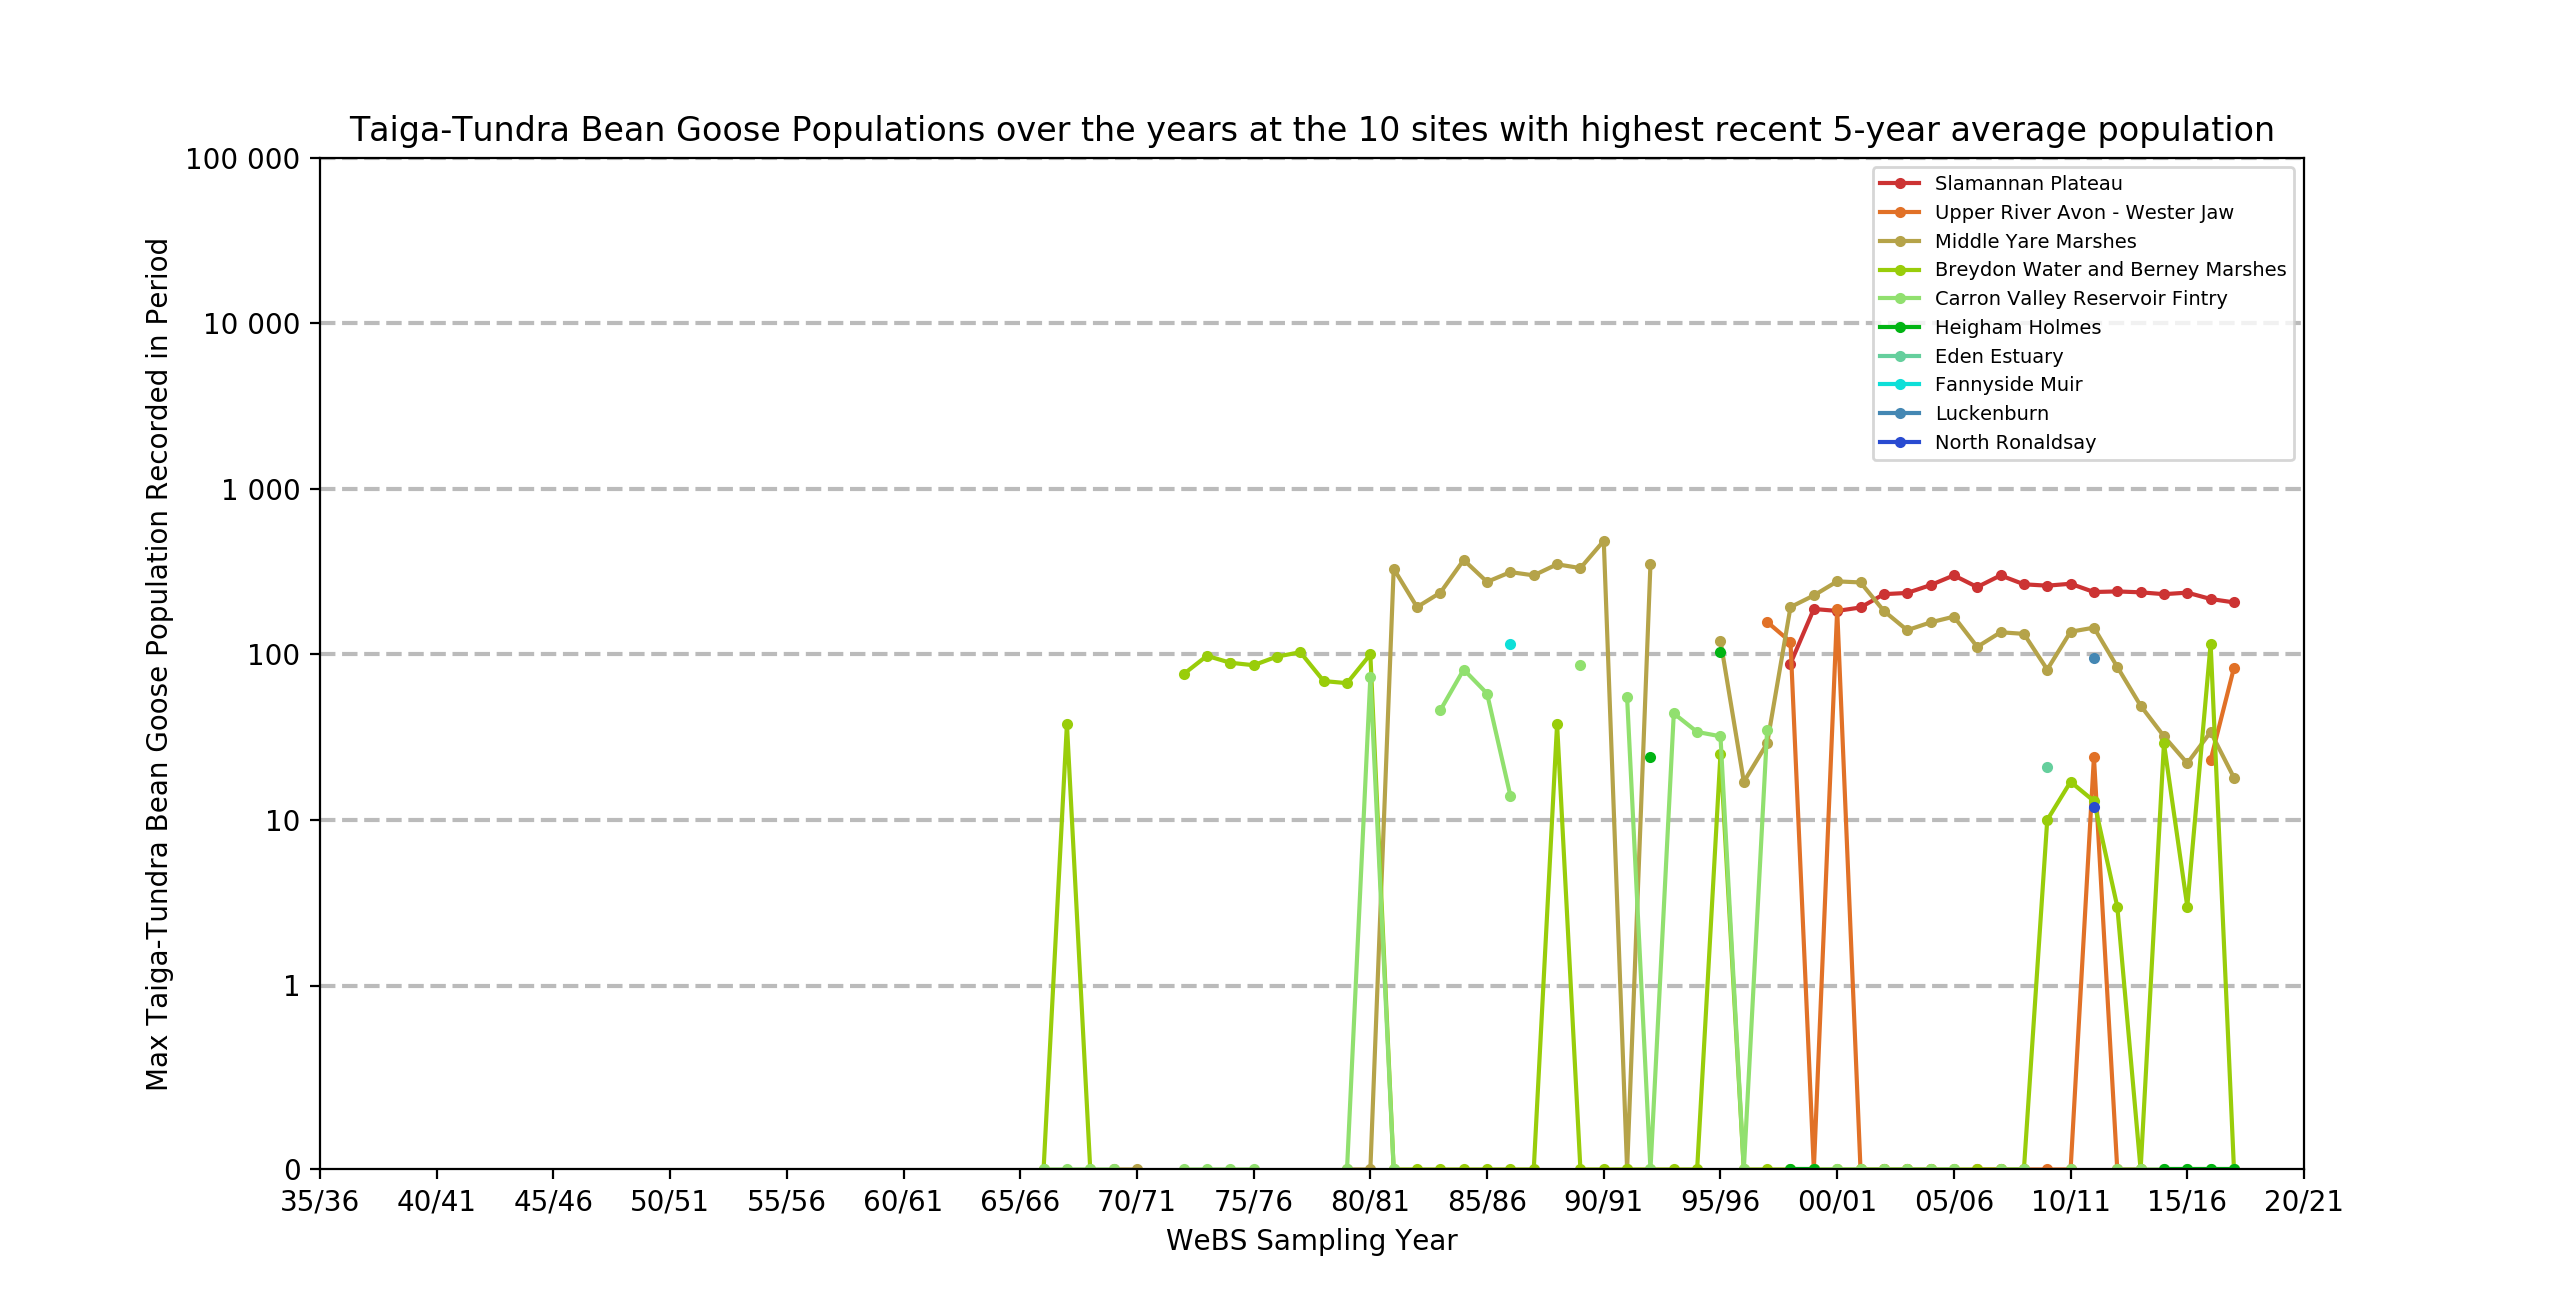 Taiga-Tundra Bean Goose Populations over the years at the 10 sites with highest recent 5-year average population
Max Taiga-Tundra Bean Goose Population Recorded in Period
100 000
10 000
1 000
100
10
1
0
Slamannan Plateau
Upper River Avon - Wester Jaw
Middle Yare Marshes
Breydon Water and Berney Marshes
Carron Valley Reservoir Fintry
Heigham Holmes
Eden Estuary
Fannyside Muir
Luckenburn
North Ronaldsay
35/36 40/41 45/46 50/51 55/56 60/61 65/66 70/71 75/76 80/81 85/86 90/91 95/96 00/01 05/06 10/11 15/16 20/21
WeBS Sampling Year